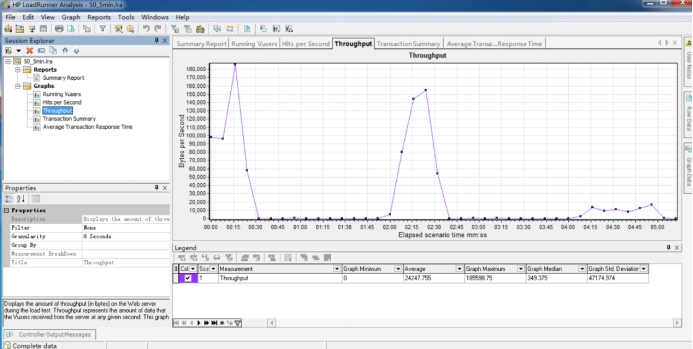 HP LoadRunner Analysis - 50_5min.lra
File Edit View Graph Reports Tools Windows Help
Session Explorer
50_5min.lra
Reports
Summary Report
Graphs
Running Vusers
Hits per Second
Throughput
Transaction Summary
Average Transaction Response Time
Properties
Properties
Description Displays the amount of throu
Filter None
Granularity 8 Seconds
Group By
Measurement BreakDown
Title Throughput
Displays the amount of throughput (in bytes) on the Web server
during the load test. Throughput represents the amount of data that
the Vusers received from the server at any given second. This graph
Summary Report Running Vusers Hits per Second Throughput Transaction Summary Average Transa...Response Time
Throughput
Bytes per Second
180,000
170,000
160,000
150,000
140,000
130,000
120,000
110,000
100,000
90,000
80,000
70,000
60,000
50,000
40,000
30,000
20,000
10,000
0
00:00 00:15 00:30 00:45 01:00 01:15 01:30 01:45 02:00 02:15 02:30 02:45 03:00 03:15 03:30 03:45 04:00 04:15 04:30 04:45 05:00
Elapsed scenario time mm:ss
User Notes
Raw Data
Graph Data
Legend
Col Sca Measurement Graph Minimum Average Graph Maximum Graph Median Graph Std. Deviation
1 Throughput 0 24247.755 185598.75 349.375 47174.974
Controller Output Messages
Complete data